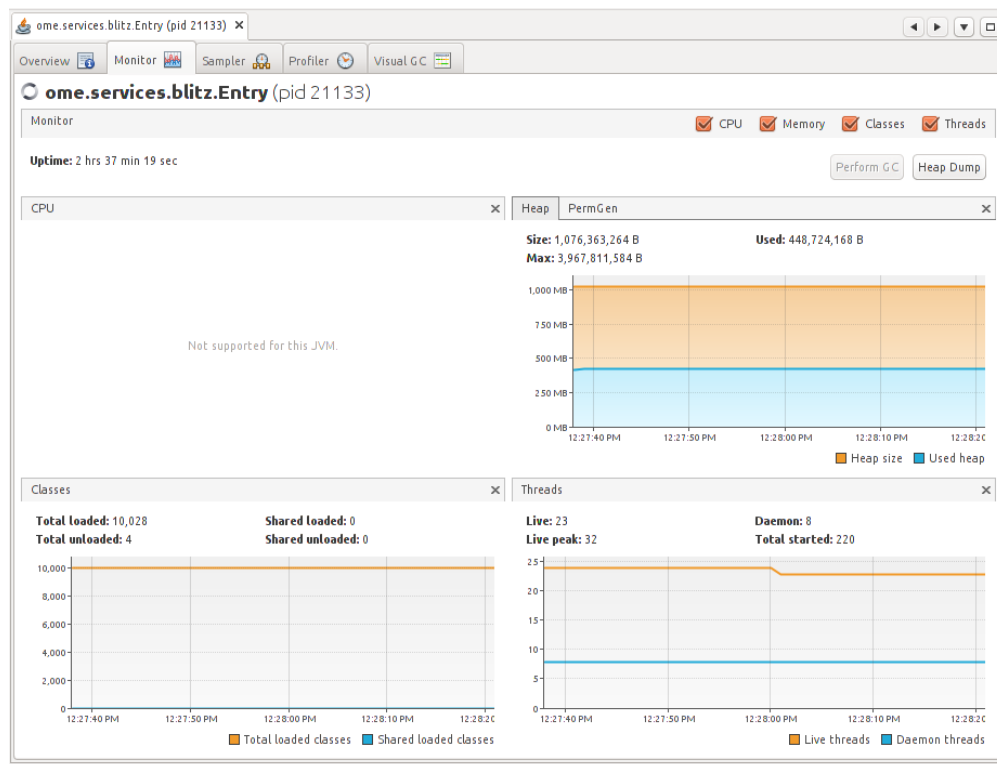 ome.services.blitz.Entry (pid 21133)
Overview Monitor Sampler Profiler Visual GC
ome.services.blitz.Entry (pid 21133)
Monitor CPU Memory Classes Threads
Uptime: 2 hrs 37 min 19 sec
Perform GC Heap Dump
CPU
Not supported for this JVM.
Heap PermGen
Size: 1,076,363,264 B Used: 448,724,168 B
Max: 3,967,811,584 B
1,000 MB
750 MB
500 MB
250 MB
0 MB
12:27:40 PM 12:27:50 PM 12:28:00 PM 12:28:10 PM 12:28:20
Heap size Used heap
Classes
Total loaded: 10,028 Shared loaded: 0
Total unloaded: 4 Shared unloaded: 0
10,000
8,000
6,000
4,000
2,000
0
12:27:40 PM 12:27:50 PM 12:28:00 PM 12:28:10 PM 12:28:20
Total loaded classes Shared loaded classes
Threads
Live: 23 Daemon: 8
Live peak: 32 Total started: 220
25
20
15
10
5
0
12:27:40 PM 12:27:50 PM 12:28:00 PM 12:28:10 PM 12:28:20
Live threads Daemon threads